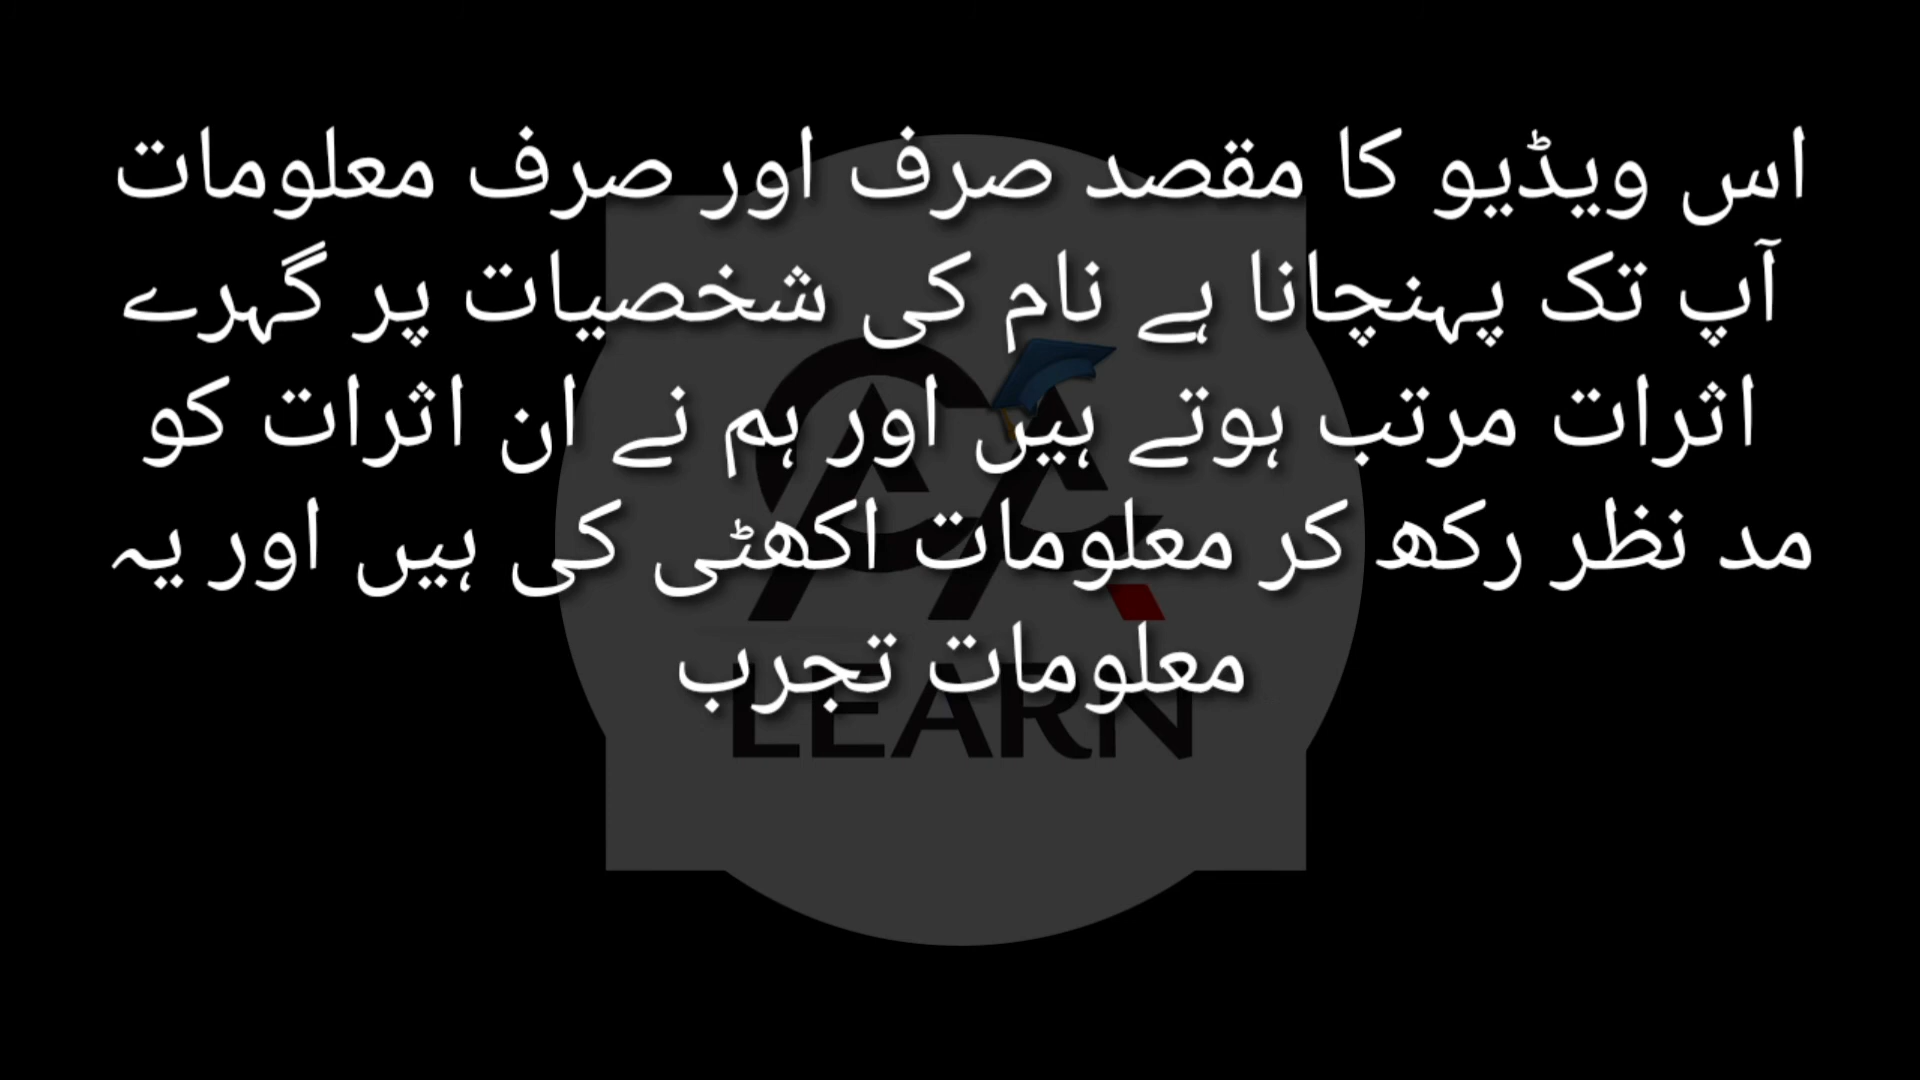 اس ویڈیو کا مقصد صرف اور صرف معلومات
آپ تک پہنچانا ہے نام کی شخصیات پر گہرے
اثرات مرتب ہوتے ہیں اور ہم نے ان اثرات کو
مد نظر رکھ کر معلومات اکھٹی کی ہیں اور یہ
معلومات تجرب
LEARN